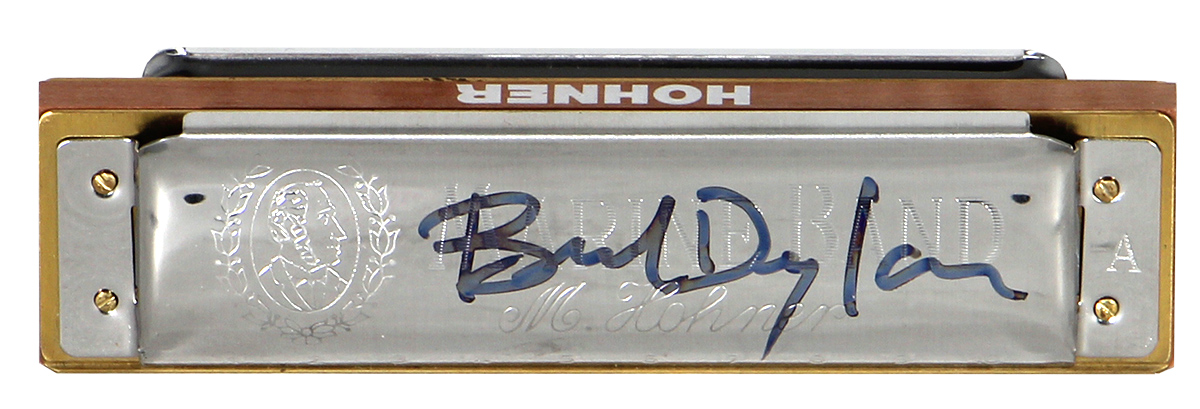 HOHNER
MARINE BAND
Bob Dylan
A
M. Hohner